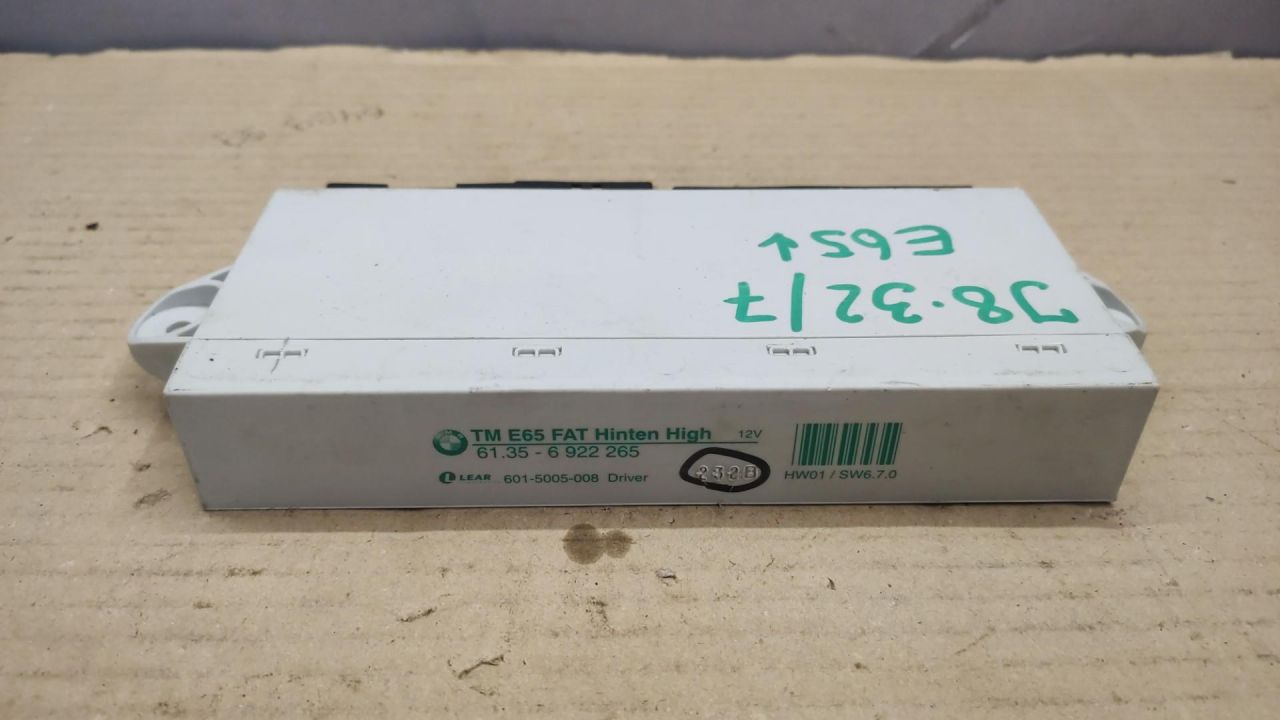 J8·32/7
E65
TM E65 FAT Hinten High 12V
61.35 - 6 922 265
LEAR 601-5005-008 Driver
HW01 / SW6.7.0